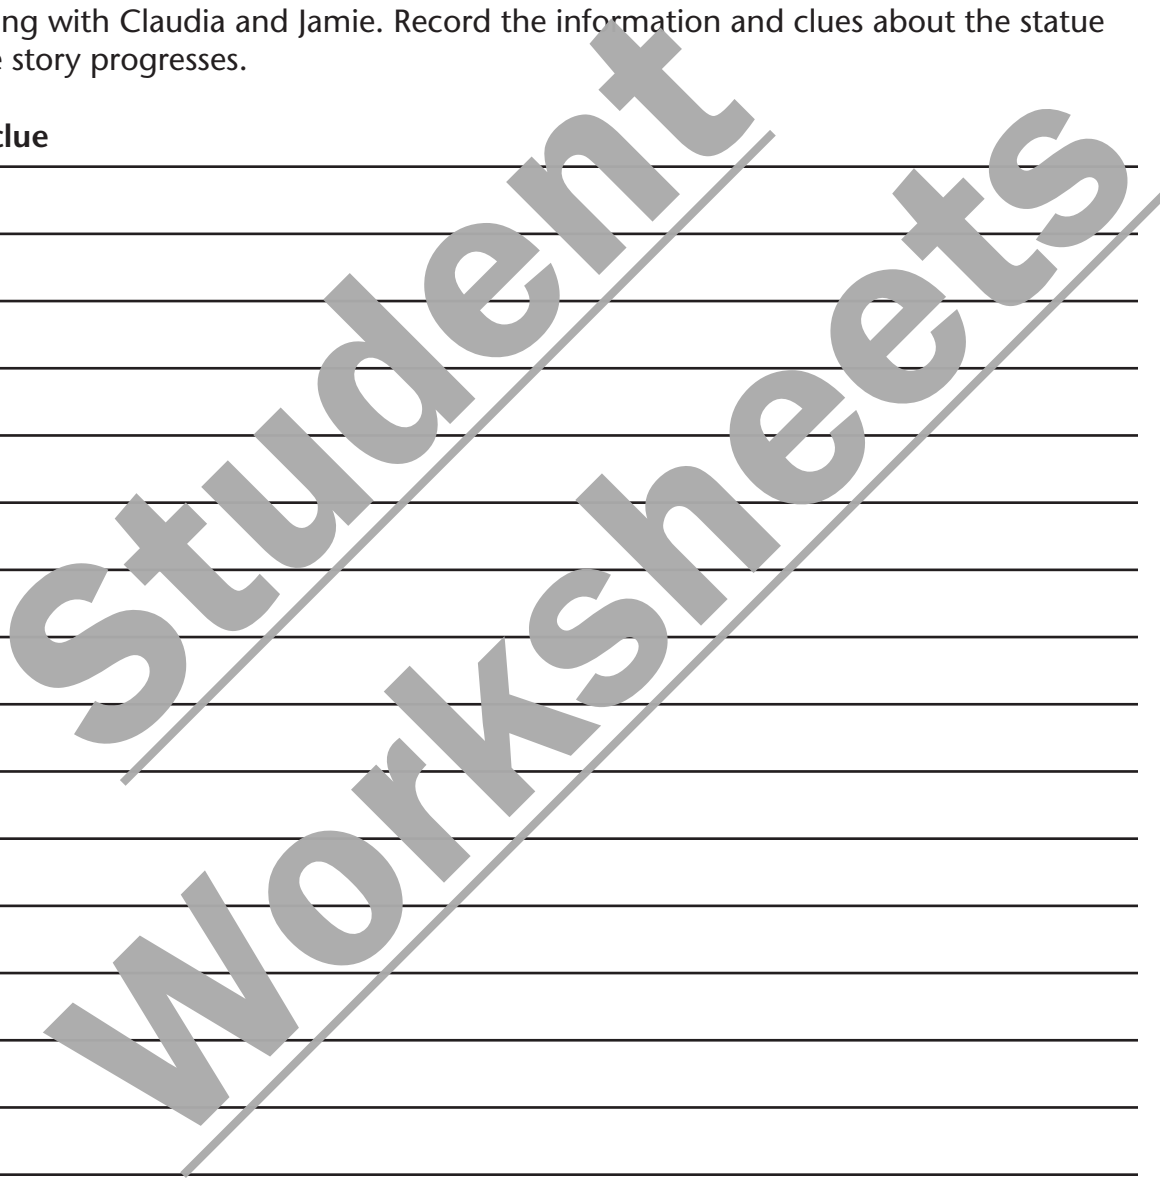 ng with Claudia and Jamie. Record the information and clues about the statue
story progresses.
clue
Student
Worksheets